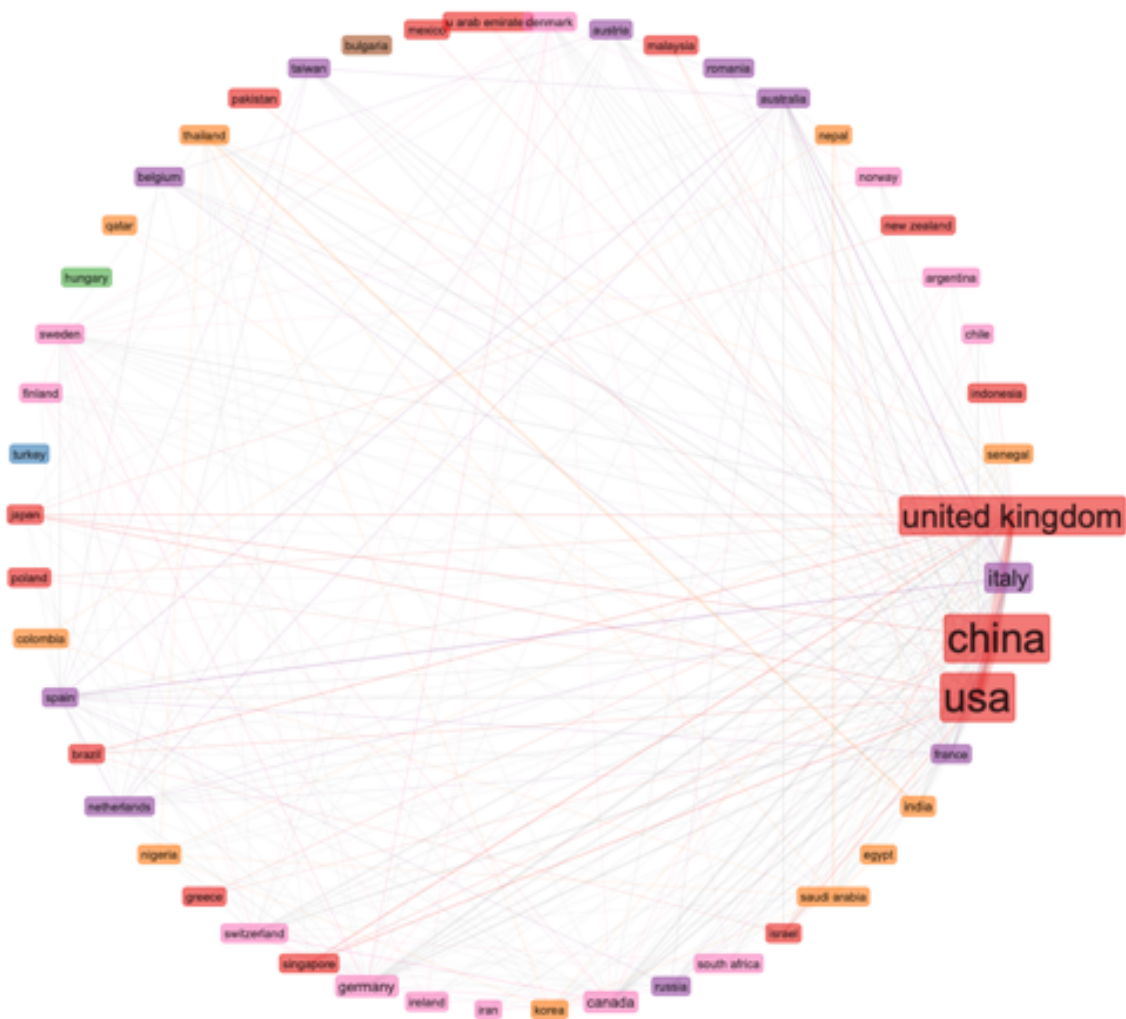 mexico
u arab emirate
denmark
austria
bulgaria
malaysia
taiwan
romania
pakistan
australia
thailand
nepal
belgium
norway
qatar
new zealand
hungary
argentina
sweden
chile
finland
indonesia
turkey
senegal
japan
united kingdom
poland
italy
colombia
china
spain
usa
brazil
france
netherlands
india
nigeria
egypt
greece
saudi arabia
switzerland
israel
singapore
south africa
germany
russia
ireland
canada
iran
korea